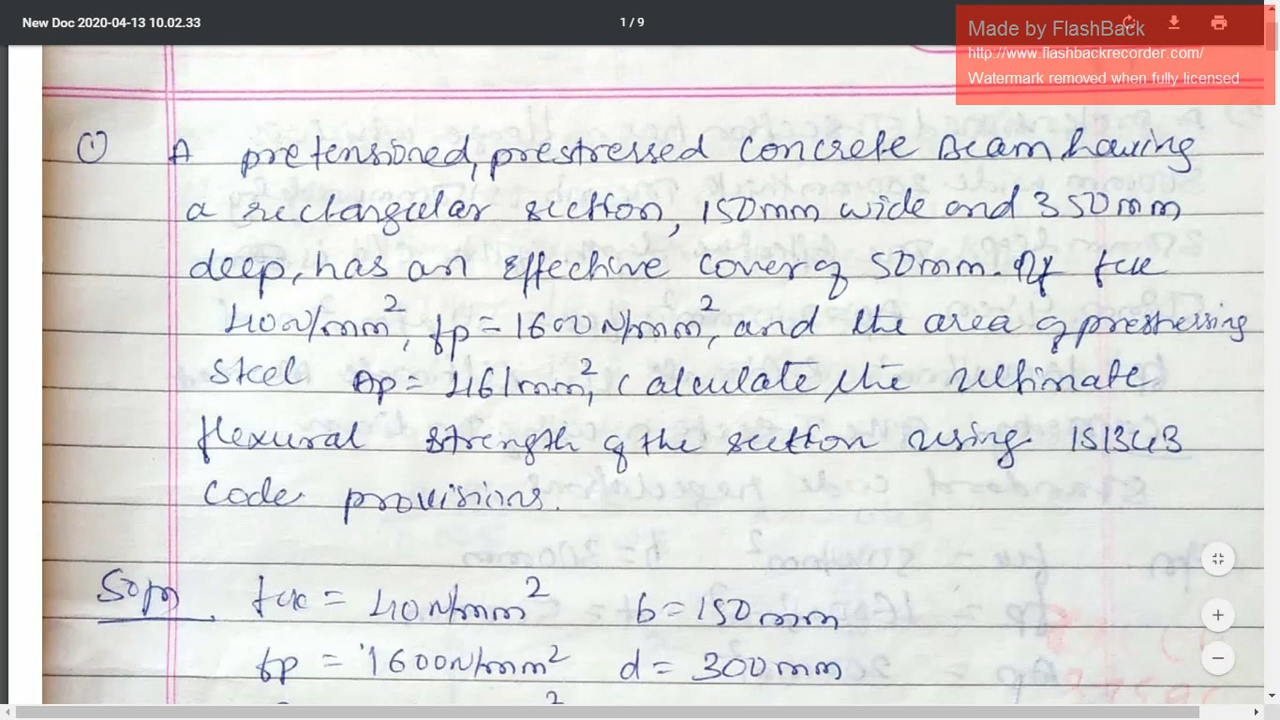 New Doc 2020-04-13 10.02.33
1 / 9
Made by FlashBack
http://www.flashbackrecorder.com/
Watermark removed when fully licensed
① A pretensioned, prestressed concrete beam having
a rectangular section, 150mm wide and 350mm
deep, has an effective cover of 50mm. If fck
40N/mm², fp = 1600 N/mm², and the area of prestressing
steel Ap = 461mm², Calculate the ultimate
flexural strength of the section using IS1343
code provisions.
Soln. fck = 40N/mm² b = 150mm
fp = 1600N/mm² d = 300mm